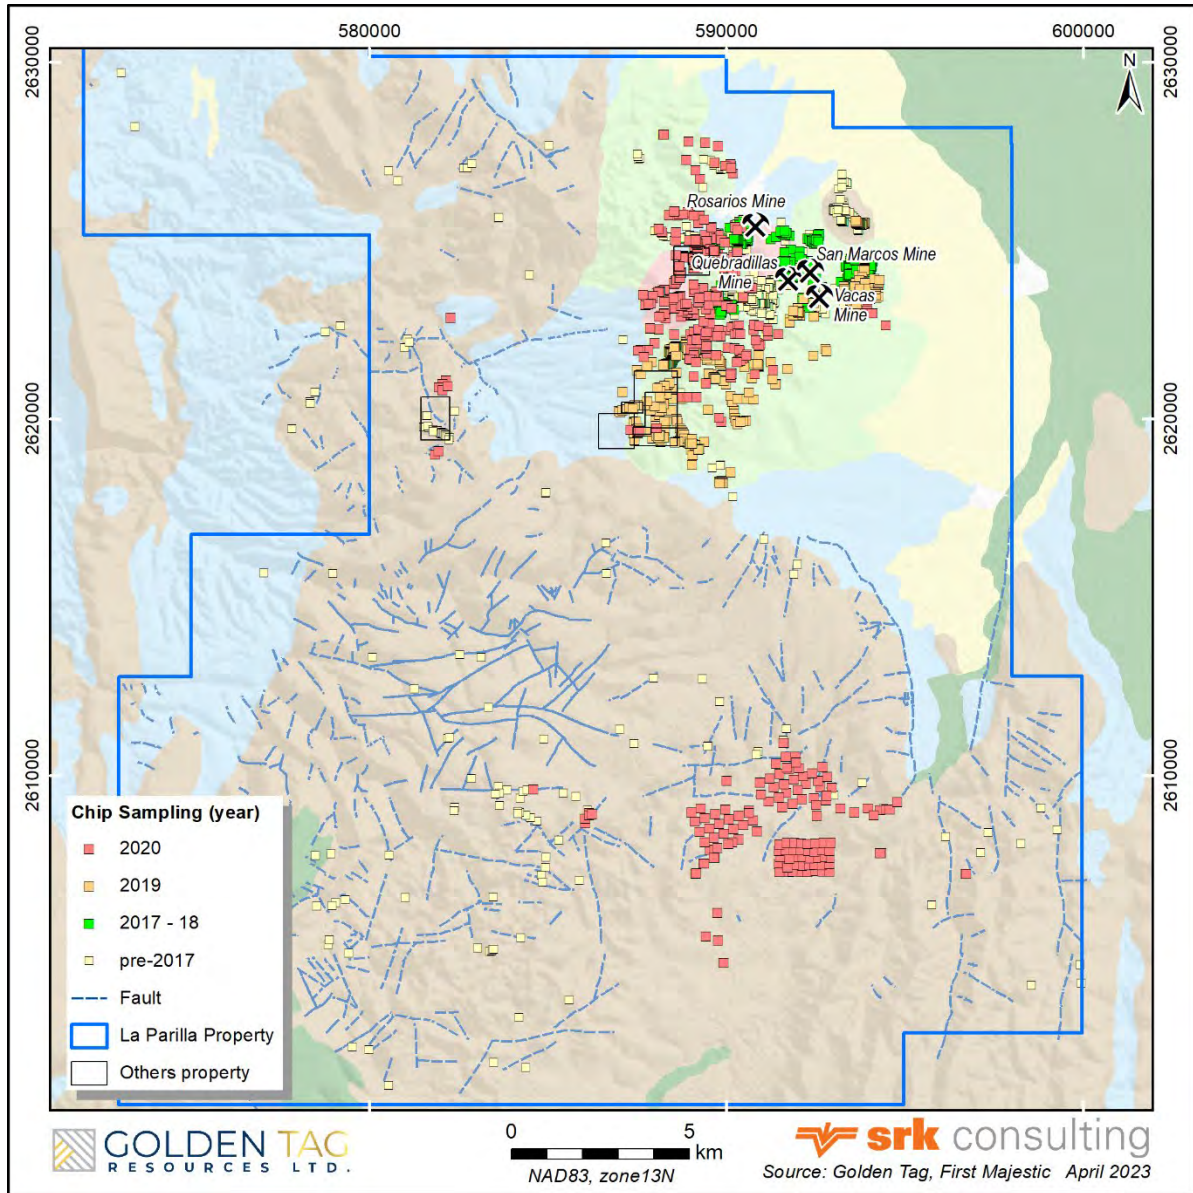 580000
590000
600000
2630000
2630000
N
Rosarios Mine
San Marcos Mine
Quebradillas
Mine
Vacas
Mine
2620000
2620000
2610000
2610000
Chip Sampling (year)
2020
2019
2017 - 18
pre-2017
Fault
La Parilla Property
Others property
GOLDEN TAG
RESOURCES LTD.
0 5
km
NAD83, zone13N
srk consulting
Source: Golden Tag, First Majestic April 2023